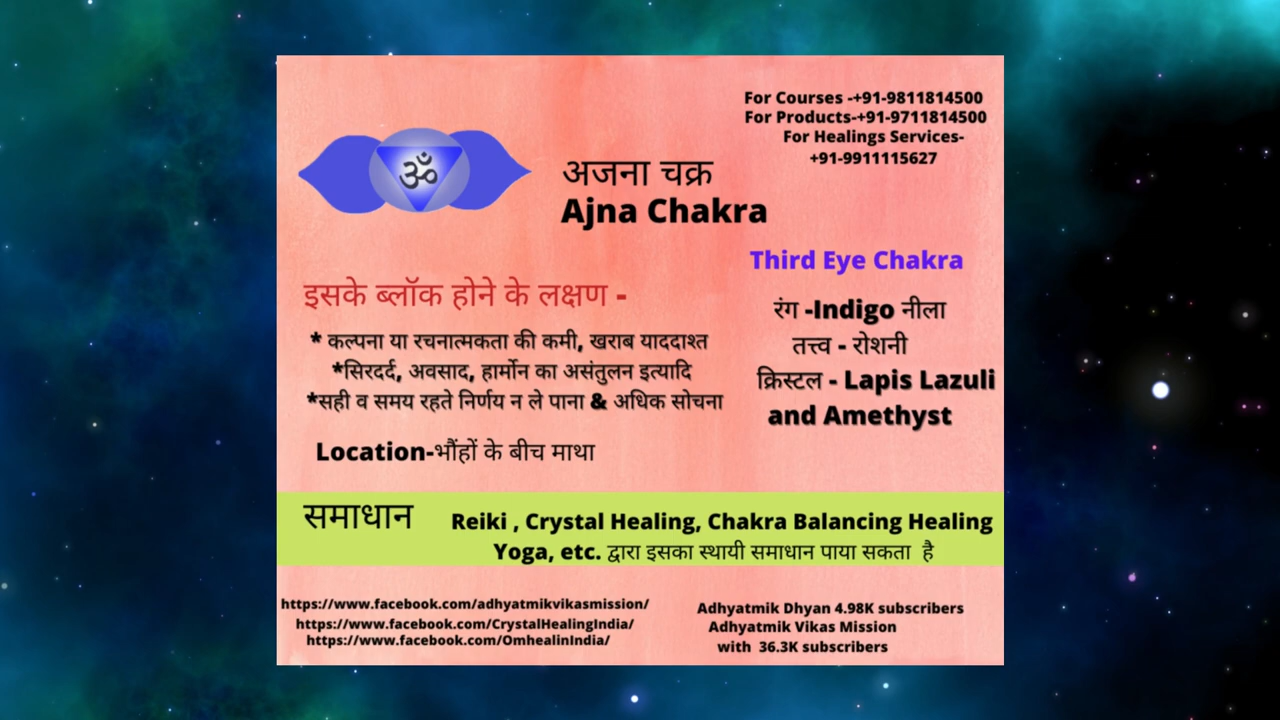 For Courses -+91-9811814500
For Products-+91-9711814500
For Healings Services-
+91-9911115627
ॐ
अजना चक्र
Ajna Chakra
Third Eye Chakra
इसके ब्लॉक होने के लक्षण -
* कल्पना या रचनात्मकता की कमी, खराब याददाश्त
*सिरदर्द, अवसाद, हार्मोन का असंतुलन इत्यादि
*सही व समय रहते निर्णय न ले पाना & अधिक सोचना
Location-भौंहों के बीच माथा
रंग -Indigo नीला
तत्त्व - रोशनी
क्रिस्टल - Lapis Lazuli
and Amethyst
समाधान
Reiki , Crystal Healing, Chakra Balancing Healing
Yoga, etc. द्वारा इसका स्थायी समाधान पाया सकता है
https://www.facebook.com/adhyatmikvikasmission/
https://www.facebook.com/CrystalHealingIndia/
https://www.facebook.com/OmhealinIndia/
Adhyatmik Dhyan 4.98K subscribers
Adhyatmik Vikas Mission
with 36.3K subscribers